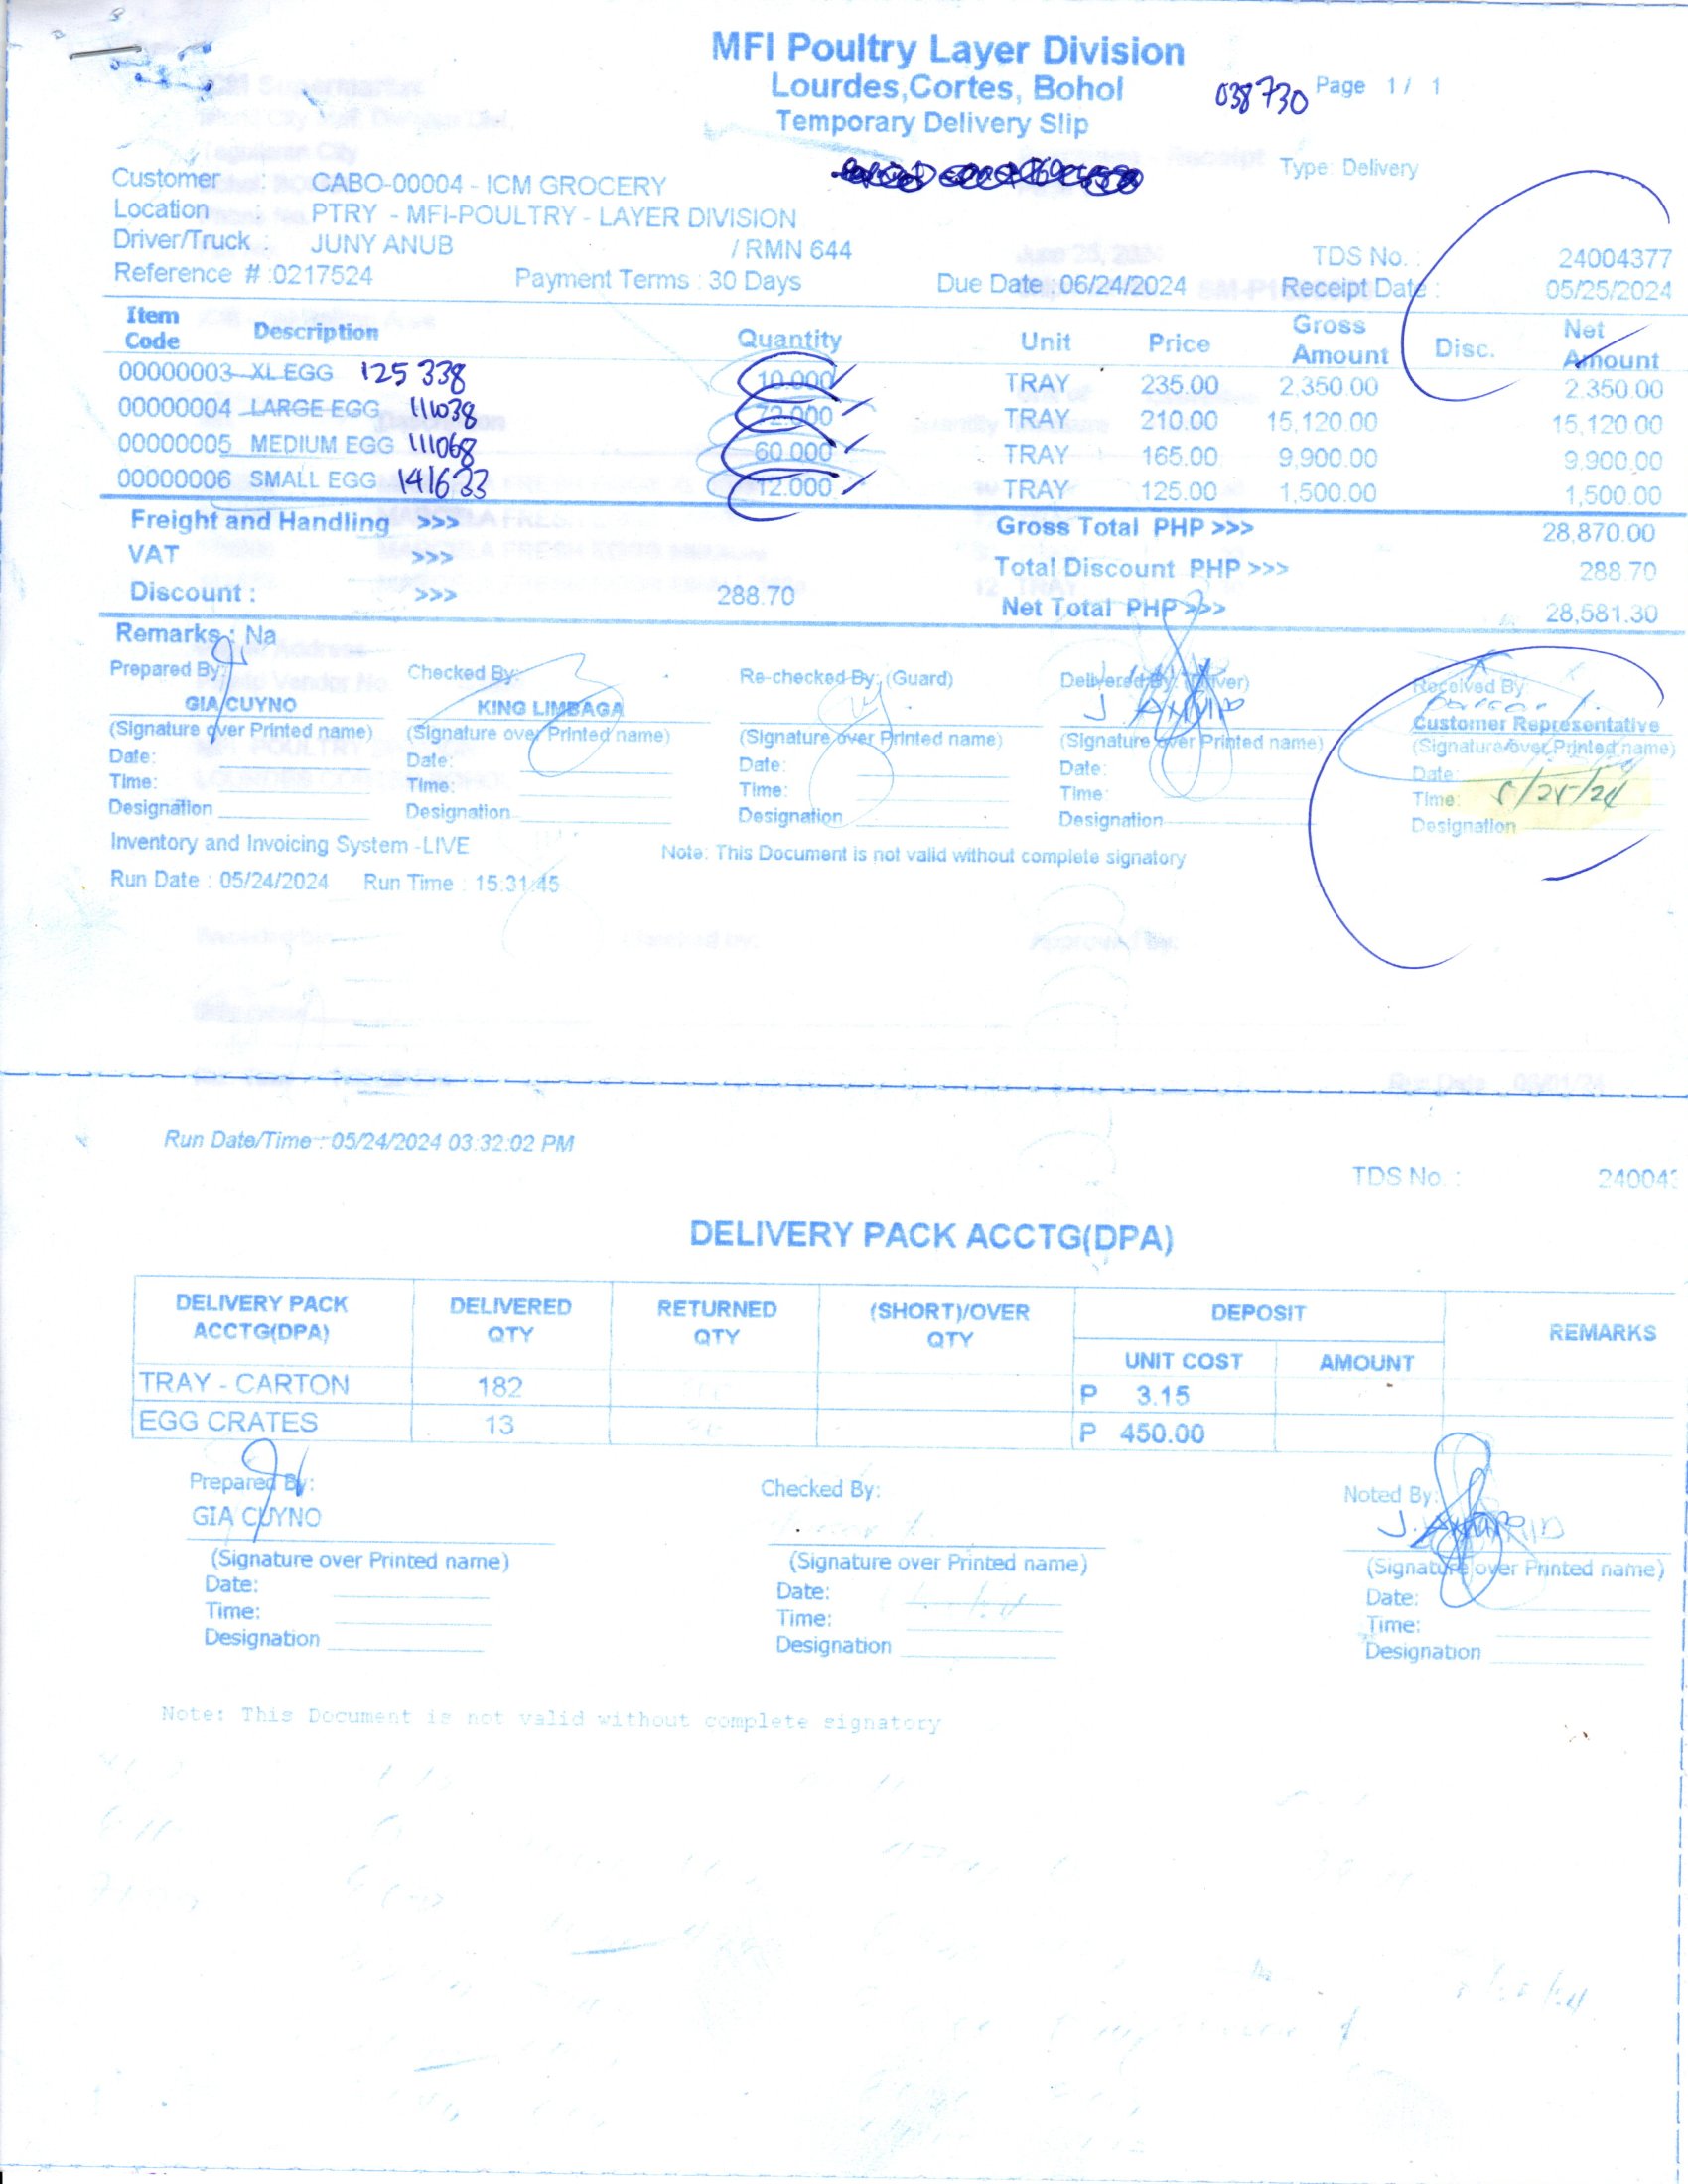 MFI Poultry Layer Division
Lourdes,Cortes, Bohol
038730 Page 1 / 1
Temporary Delivery Slip
Type: Delivery
Customer : CABO-00004 - ICM GROCERY
Location : PTRY - MFI-POULTRY - LAYER DIVISION
Driver/Truck : JUNY ANUB / RMN 644 TDS No. : 24004377
Reference # :0217524 Payment Terms : 30 Days Due Date : 06/24/2024 Receipt Date : 05/25/2024
Item Code Description Quantity Unit Price Gross Amount Disc. Net Amount
00000003 XL EGG 125338 10.000 TRAY 235.00 2,350.00 2,350.00
00000004 LARGE EGG 72.000 TRAY 210.00 15,120.00 15,120.00
00000005 MEDIUM EGG 111068 60.000 TRAY 165.00 9,900.00 9,900.00
00000006 SMALL EGG 141633 12.000 TRAY 125.00 1,500.00 1,500.00
Freight and Handling >>> Gross Total PHP >>> 28,870.00
VAT >>> Total Discount PHP >>> 288.70
Discount : >>> 288.70 Net Total PHP >>> 28,581.30
Remarks : Na
Prepared By: Checked By: Re-checked By: (Guard) Delivered By: (Driver) Received By
GIA CUYNO KING LIMBAGA Customer Representative
(Signature over Printed name) (Signature over Printed name) (Signature over Printed name) (Signature over Printed name) (Signature over Printed name)
Date: Date: Date: Date: Date:
Time: Time: Time: Time: Time: 5/25/24
Designation Designation Designation Designation Designation
Inventory and Invoicing System -LIVE Note: This Document is not valid without complete signatory
Run Date : 05/24/2024 Run Time : 15:31:45
Run Date/Time : 05/24/2024 03:32:02 PM
TDS No. : 24004
DELIVERY PACK ACCTG(DPA)
DELIVERY PACK ACCTG(DPA) DELIVERED QTY RETURNED QTY (SHORT)/OVER QTY DEPOSIT REMARKS
UNIT COST AMOUNT
TRAY - CARTON 182 P 3.15
EGG CRATES 13 P 450.00
Prepared By: Checked By: Noted By:
GIA CUYNO
(Signature over Printed name) (Signature over Printed name) (Signature over Printed name)
Date: Date: Date:
Time: Time: Time:
Designation Designation Designation
Note: This Document is not valid without complete signatory